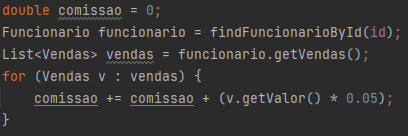 double comissao = 0;
Funcionario funcionario = findFuncionarioById(id);
List<Vendas> vendas = funcionario.getVendas();
for (Vendas v : vendas) {
    comissao += comissao + (v.getValor() * 0.05);
}